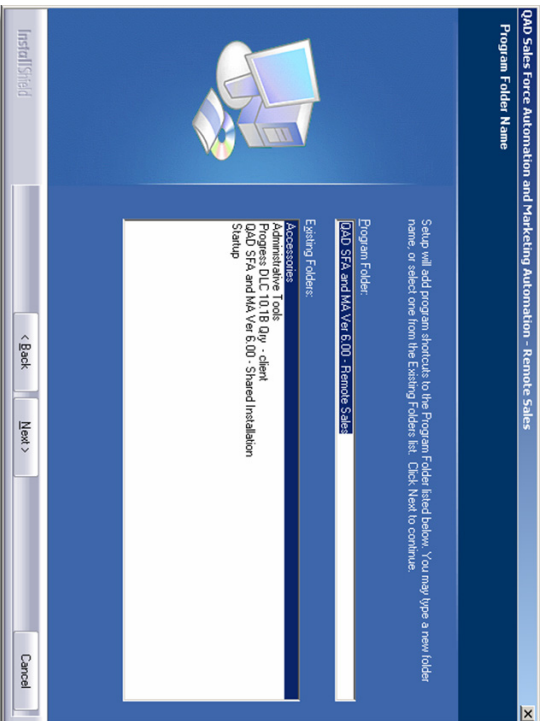 QAD Sales Force Automation and Marketing Automation - Remote Sales
Program Folder Name
Setup will add program shortcuts to the Program Folder listed below. You may type a new folder
name, or select one from the Existing Folders list. Click Next to continue.
Program Folder:
QAD SFA and MA Ver 6.00 - Remote Sales
Existing Folders:
Accessories
Administrative Tools
Progress DLC 10.1B Qry - client
QAD SFA and MA Ver 6.00 - Shared Installation
Startup
InstallShield
< Back
Next >
Cancel